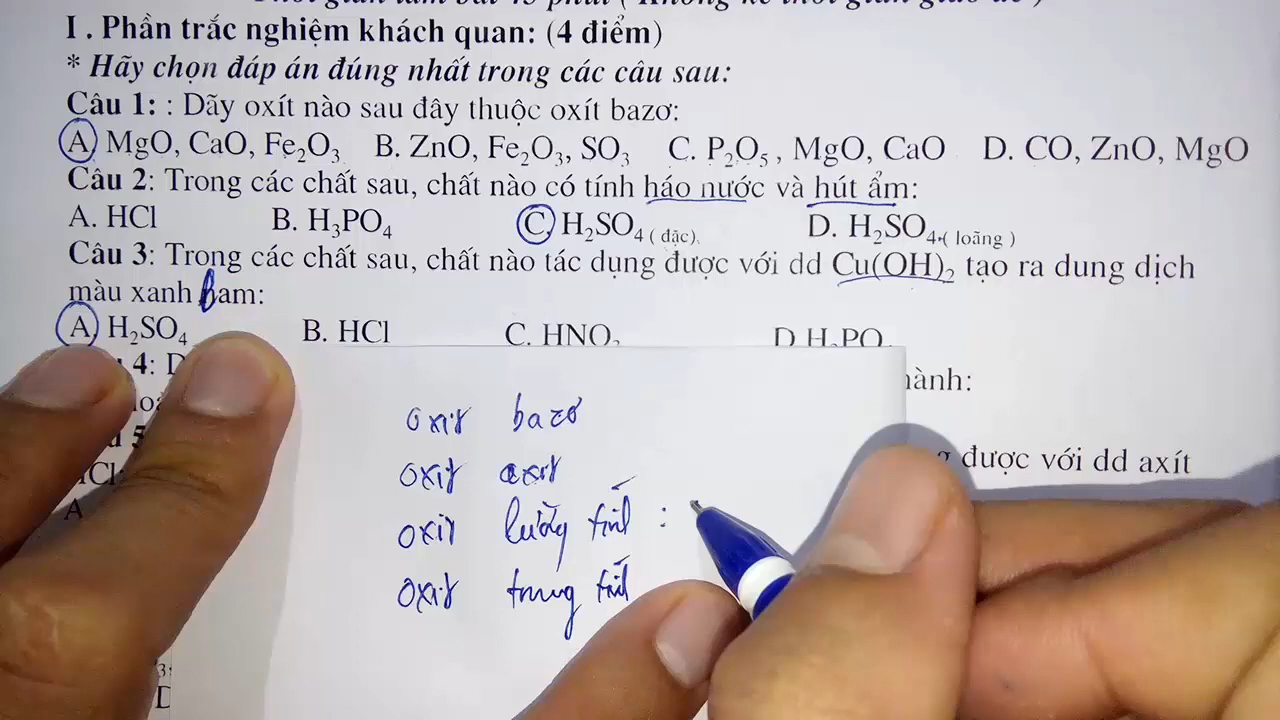 I . Phần trắc nghiệm khách quan: (4 điểm)
* Hãy chọn đáp án đúng nhất trong các câu sau:
Câu 1: : Dãy oxít nào sau đây thuộc oxít bazơ:
A. MgO, CaO, Fe₂O₃ B. ZnO, Fe₂O₃, SO₃ C. P₂O₅ , MgO, CaO D. CO, ZnO, MgO
Câu 2: Trong các chất sau, chất nào có tính háo nước và hút ẩm:
A. HCl B. H₃PO₄ C. H₂SO₄ ( đặc). D. H₂SO₄.( loãng )
Câu 3: Trong các chất sau, chất nào tác dụng được với dd Cu(OH)₂ tạo ra dung dịch
màu xanh lam:
A. H₂SO₄ B. HCl C. HNO₃ D H₃PO₄
4: hành:
oxit bazơ
oxit axit
được với dd axít
oxit lưỡng tính :
oxit trung tính